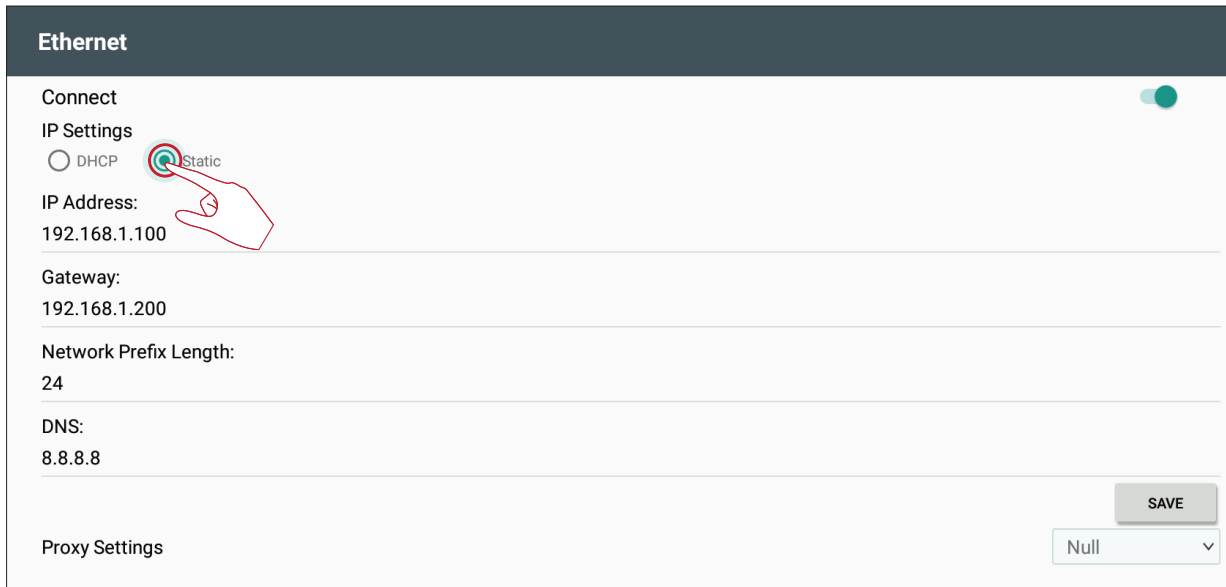 Ethernet
Connect
IP Settings
DHCP Static
IP Address:
192.168.1.100
Gateway:
192.168.1.200
Network Prefix Length:
24
DNS:
8.8.8.8
SAVE
Proxy Settings Null